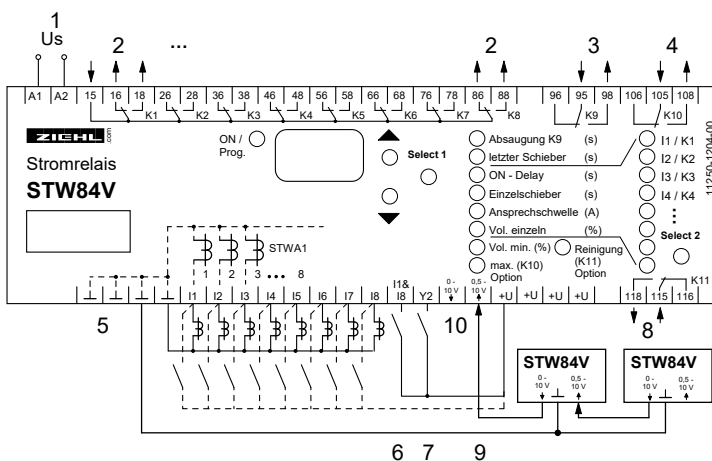 1
Us
2
...
2
3
4
A1 A2 15 16 18 26 28 36 38 46 48 56 58 66 68 76 78 86 88 96 95 98 106 105 108
K1 K2 K3 K4 K5 K6 K7 K8 K9 K10
ZIEHL .com
Stromrelais
STW84V
ON /
Prog.
Select 1
Absaugung K9 (s)
letzter Schieber (s)
ON - Delay (s)
Einzelschieber (s)
Ansprechschwelle (A)
Vol. einzeln (%)
Vol. min. (%)
max. (K10)
Option
Reinigung
(K11)
Option
I1 / K1
I2 / K2
I3 / K3
I4 / K4
Select 2
11250-1204-00
STWA1
1 2 3 8
K11
5
I1 I2 I3 I4 I5 I6 I7 I8
I1&
I8 Y2
0 -
10 V
0,5 -
10 V
+U +U +U +U
118 115 116
10
8
STW84V
0 -
10 V
0,5 -
10 V
STW84V
0 -
10 V
0,5 -
10 V
6 7 9